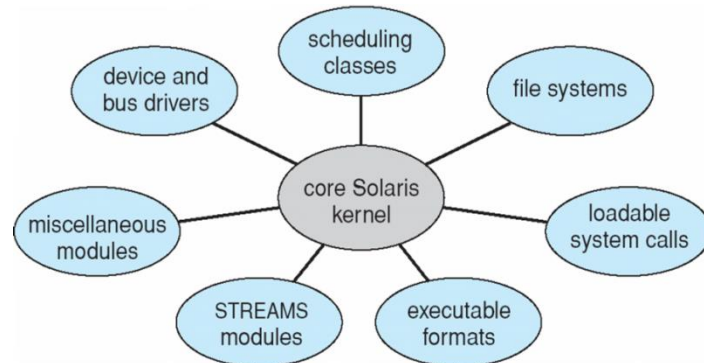 scheduling
classes
device and
bus drivers
file systems
core Solaris
kernel
miscellaneous
modules
loadable
system calls
STREAMS
modules
executable
formats